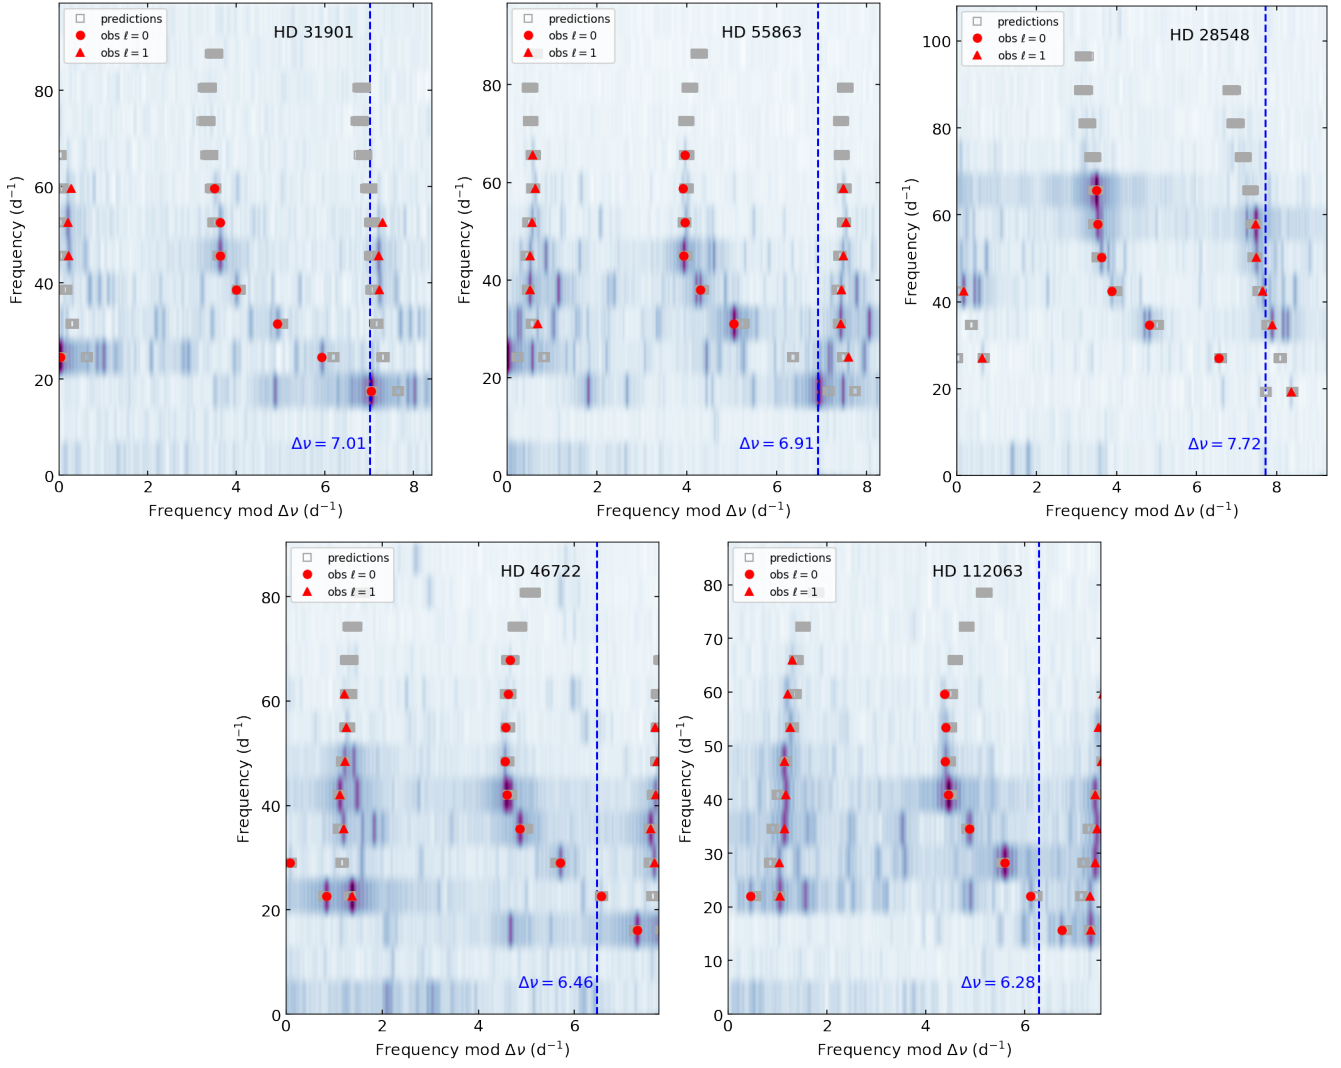 predictions
obs ℓ = 0
obs ℓ = 1
HD 31901
Frequency (d⁻¹)
80
60
40
20
0
Δν = 7.01
0 2 4 6 8
Frequency mod Δν (d⁻¹)
predictions
obs ℓ = 0
obs ℓ = 1
HD 55863
Frequency (d⁻¹)
80
60
40
20
0
Δν = 6.91
0 2 4 6 8
Frequency mod Δν (d⁻¹)
predictions
obs ℓ = 0
obs ℓ = 1
HD 28548
Frequency (d⁻¹)
100
80
60
40
20
0
Δν = 7.72
0 2 4 6 8
Frequency mod Δν (d⁻¹)
predictions
obs ℓ = 0
obs ℓ = 1
HD 46722
Frequency (d⁻¹)
80
60
40
20
0
Δν = 6.46
0 2 4 6
Frequency mod Δν (d⁻¹)
predictions
obs ℓ = 0
obs ℓ = 1
HD 112063
Frequency (d⁻¹)
80
70
60
50
40
30
20
10
0
Δν = 6.28
0 2 4 6
Frequency mod Δν (d⁻¹)